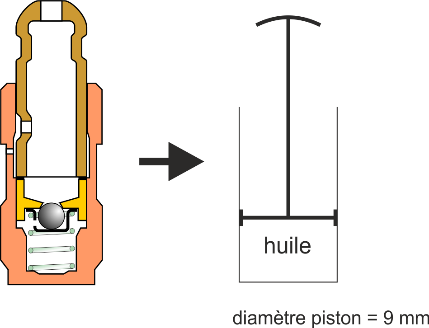 huile
diamètre piston = 9 mm